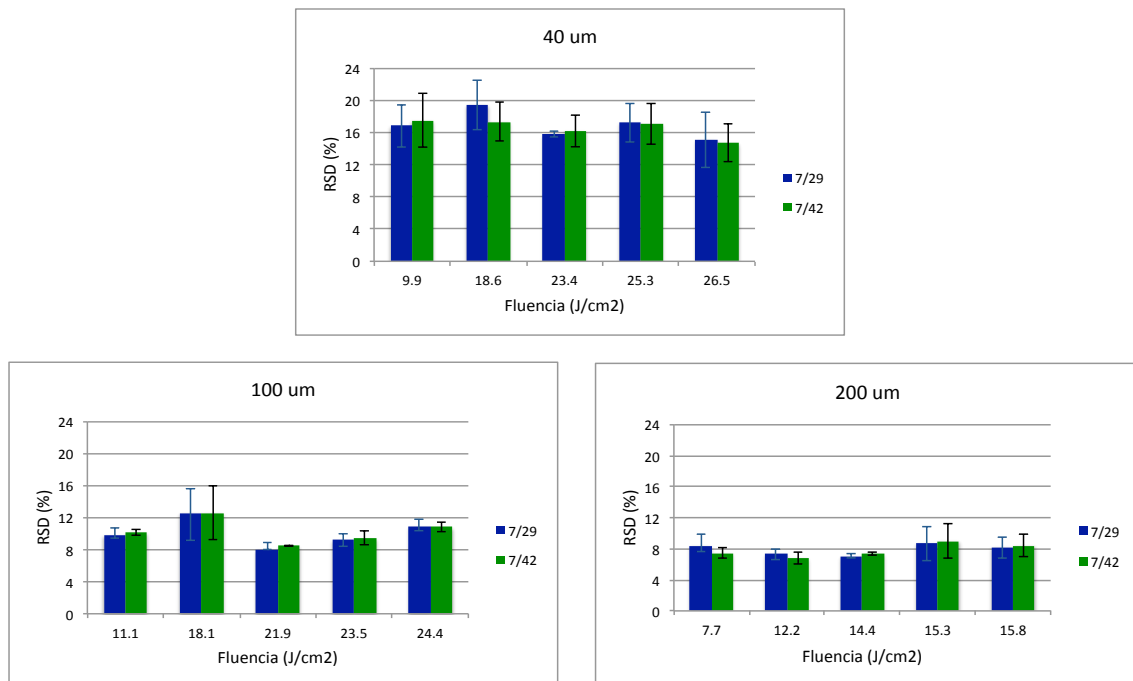 40 um
24
20
16
12
8
4
0
RSD (%)
9.9 18.6 23.4 25.3 26.5
Fluencia (J/cm2)
7/29
7/42
100 um
24
20
16
12
8
4
0
RSD (%)
11.1 18.1 21.9 23.5 24.4
Fluencia (J/cm2)
7/29
7/42
200 um
24
20
16
12
8
4
0
RSD (%)
7.7 12.2 14.4 15.3 15.8
Fluencia (J/cm2)
7/29
7/42